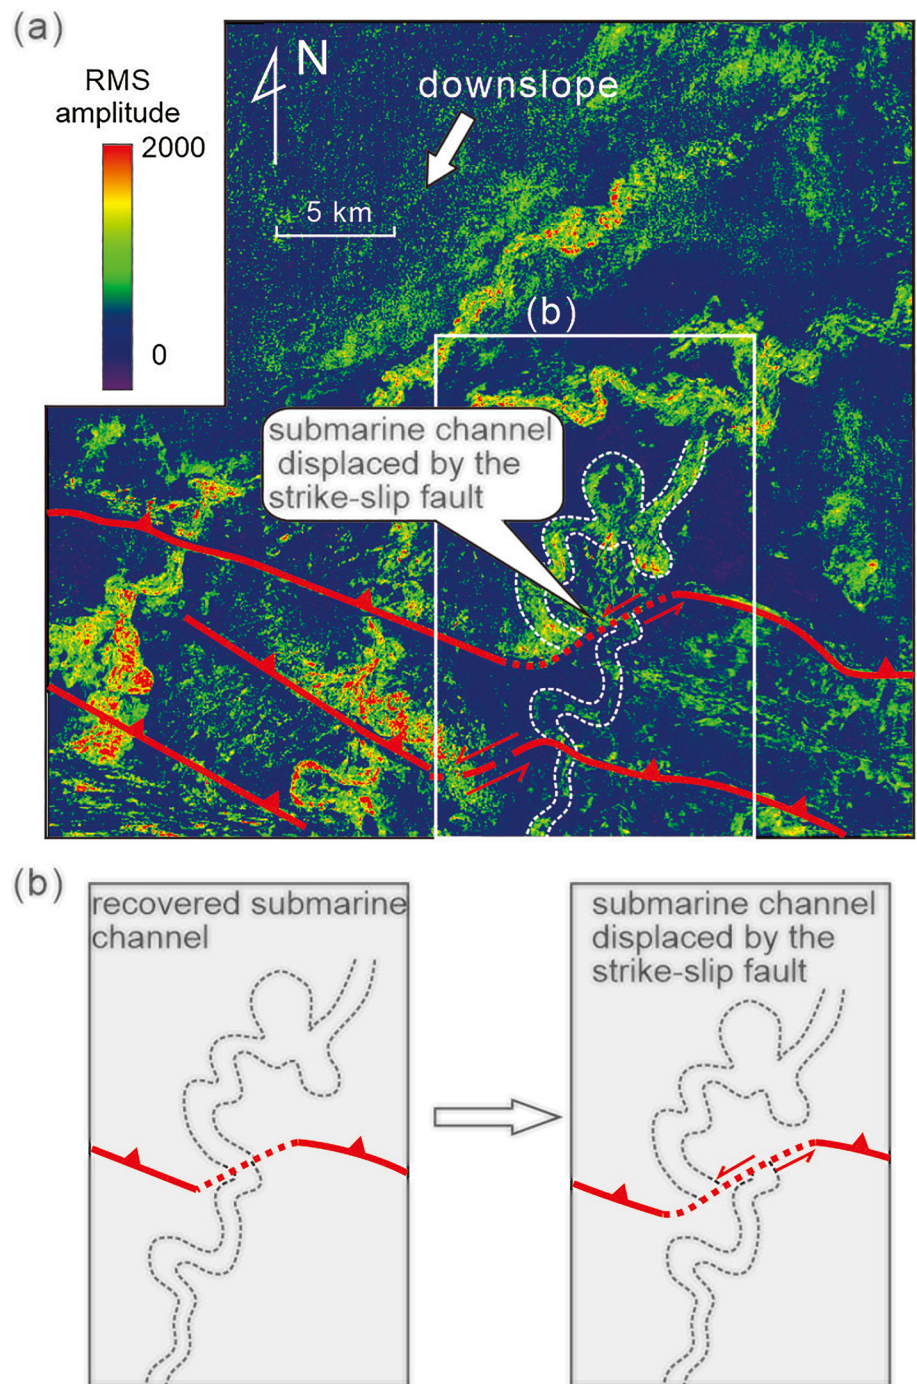 (a)
RMS
amplitude
2000
0
N
downslope
5 km
(b)
submarine channel
displaced by the
strike-slip fault
(b)
recovered submarine
channel
submarine channel
displaced by the
strike-slip fault